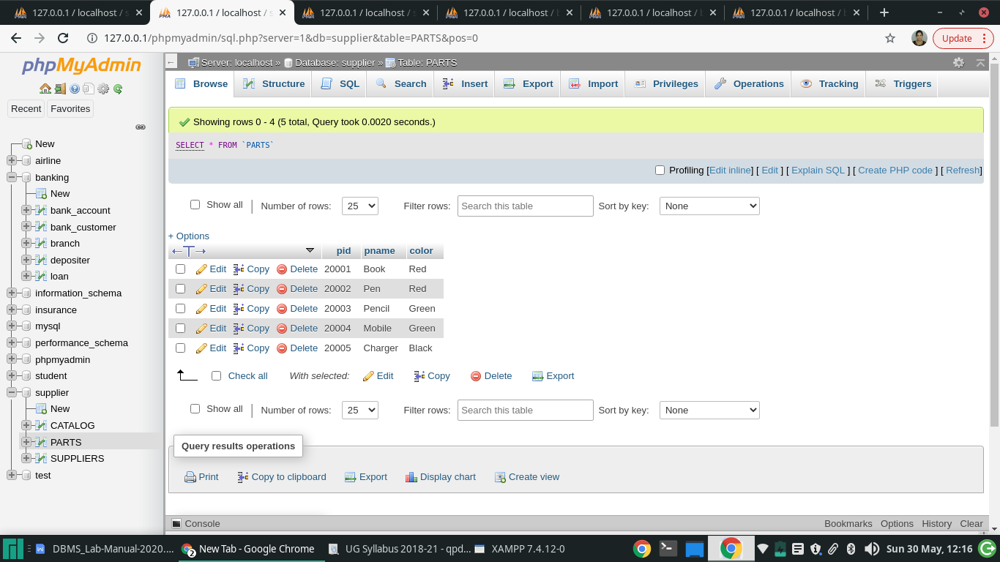 127.0.0.1 / localhost / s
127.0.0.1 / localhost / s
127.0.0.1 / localhost / s
127.0.0.1 / localhost / b
127.0.0.1 / localhost / b
127.0.0.1 / localhost / b
127.0.0.1/phpmyadmin/sql.php?server=1&db=supplier&table=PARTS&pos=0
Update
phpMyAdmin
Recent Favorites
New
airline
banking
New
bank_account
bank_customer
branch
depositer
loan
information_schema
insurance
mysql
performance_schema
phpmyadmin
student
supplier
New
CATALOG
PARTS
SUPPLIERS
test
Server: localhost » Database: supplier » Table: PARTS
Browse Structure SQL Search Insert Export Import Privileges Operations Tracking Triggers
Showing rows 0 - 4 (5 total, Query took 0.0020 seconds.)
SELECT * FROM `PARTS`
Profiling [Edit inline] [ Edit ] [ Explain SQL ] [ Create PHP code ] [ Refresh]
Show all | Number of rows: 25 Filter rows: Search this table Sort by key: None
+ Options
pid pname color
Edit Copy Delete 20001 Book Red
Edit Copy Delete 20002 Pen Red
Edit Copy Delete 20003 Pencil Green
Edit Copy Delete 20004 Mobile Green
Edit Copy Delete 20005 Charger Black
Check all With selected: Edit Copy Delete Export
Show all | Number of rows: 25 Filter rows: Search this table Sort by key: None
Query results operations
Print Copy to clipboard Export Display chart Create view
Console Bookmarks Options History Clear
DBMS_Lab-Manual-2020.... 2 New Tab - Google Chrome UG Syllabus 2018-21 - qpd... XAMPP 7.4.12-0 Sun 30 May, 12:16